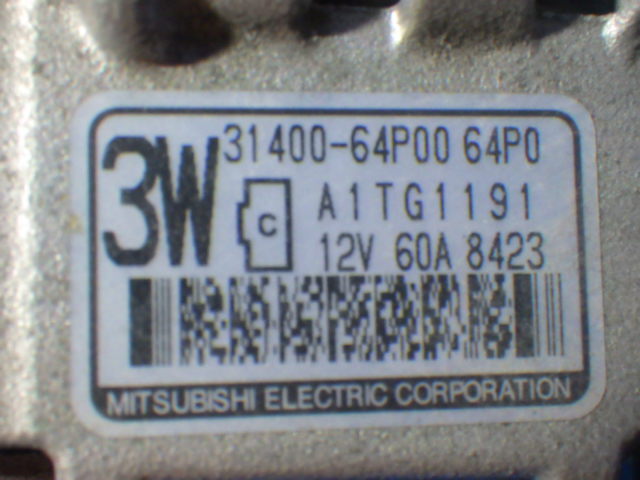 3W 31400-64P00 64P0
C A1TG1191
12V 60A 8423
MITSUBISHI ELECTRIC CORPORATION